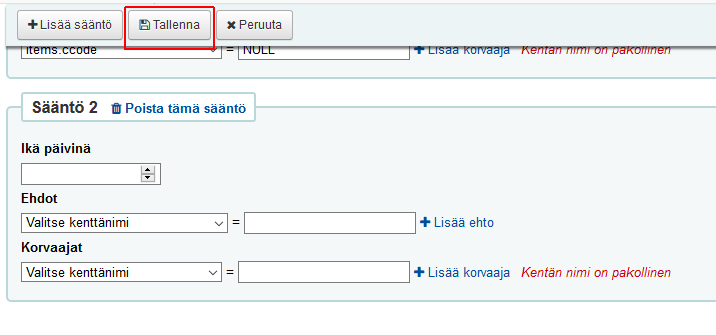 Lisää sääntö Tallenna Peruuta
items.ccode = NULL Lisää korvaaja Kentän nimi on pakollinen
Sääntö 2 Poista tämä sääntö
Ikä päivinä
Ehdot
Valitse kenttänimi = Lisää ehto
Korvaajat
Valitse kenttänimi = Lisää korvaaja Kentän nimi on pakollinen